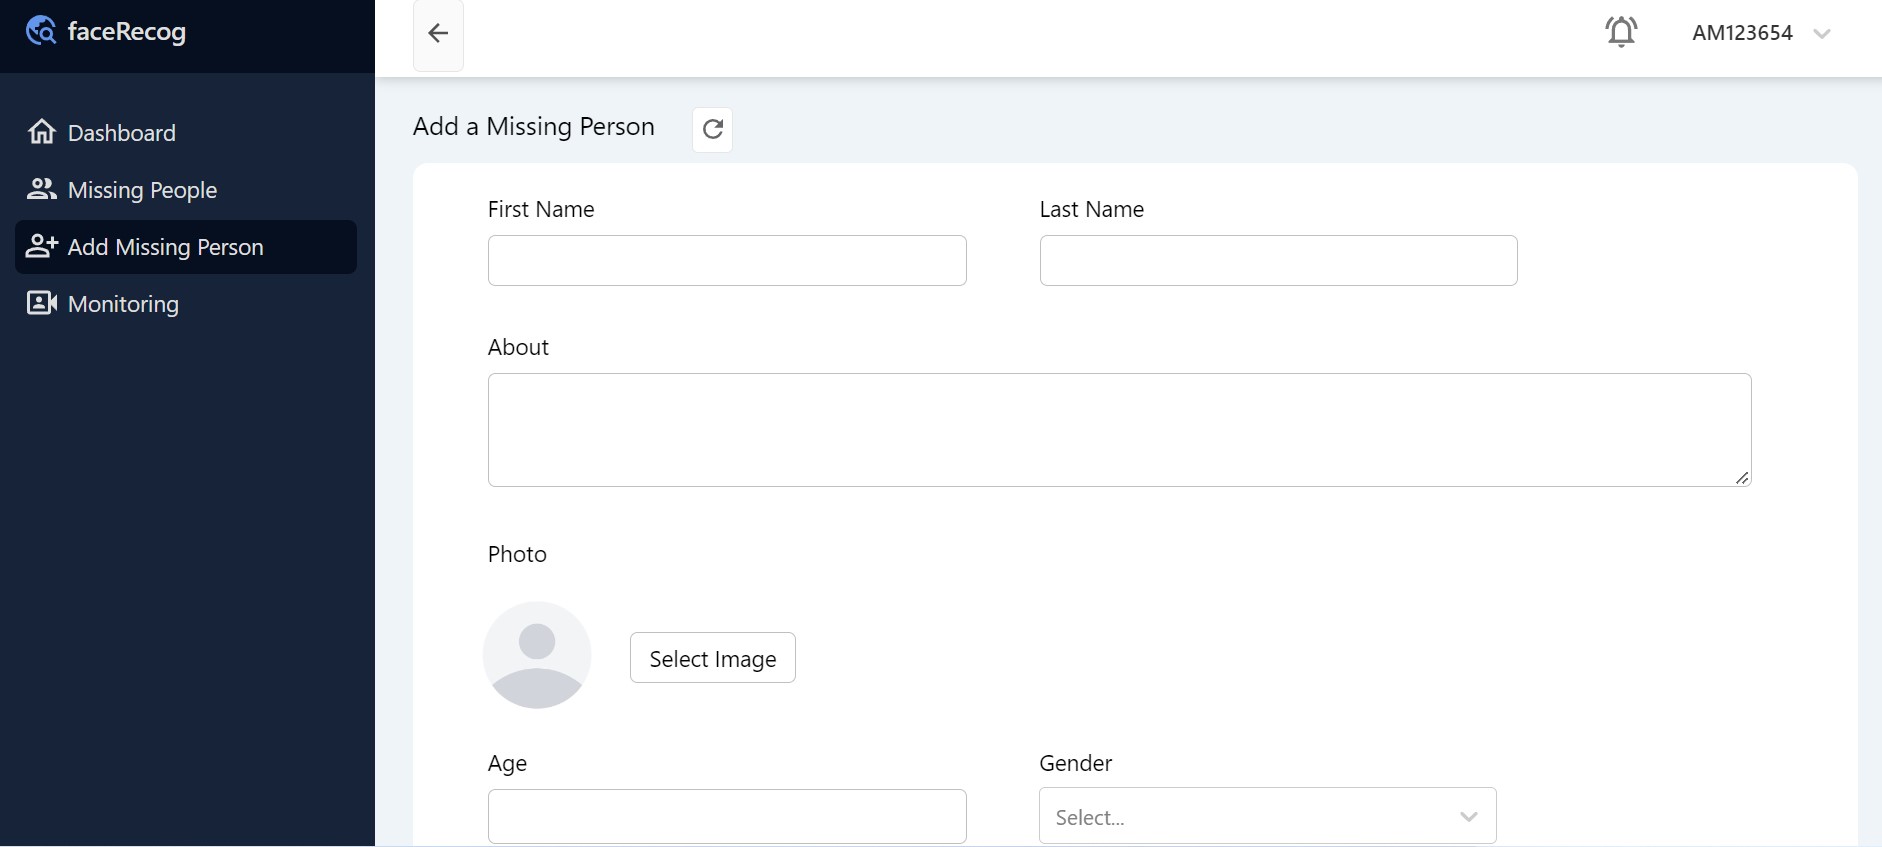 faceRecog
AM123654
Dashboard
Missing People
Add Missing Person
Monitoring
Add a Missing Person
First Name
Last Name
About
Photo
Select Image
Age
Gender
Select...